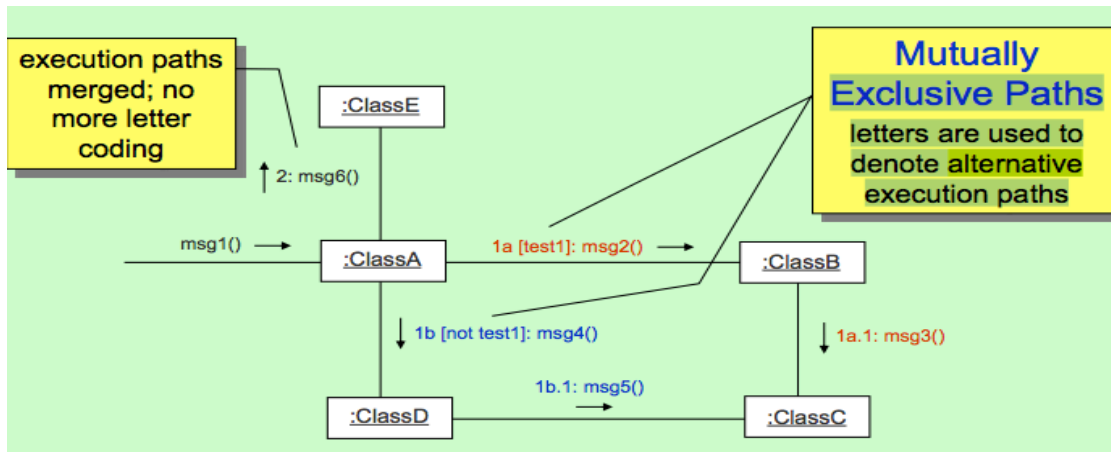 execution paths
merged; no
more letter
coding
Mutually
Exclusive Paths
letters are used to
denote alternative
execution paths
:ClassE
2: msg6()
msg1()
:ClassA
1a [test1]: msg2()
:ClassB
1b [not test1]: msg4()
1a.1: msg3()
1b.1: msg5()
:ClassD
:ClassC